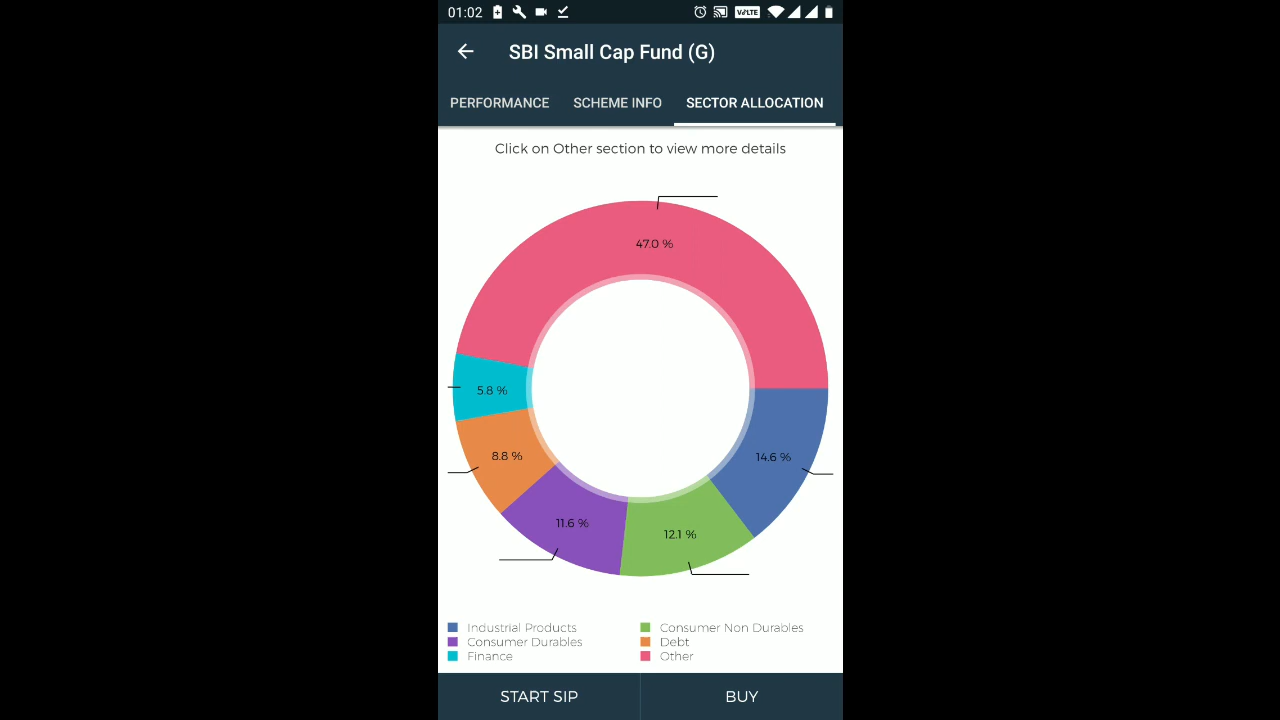 01:02
VoLTE
SBI Small Cap Fund (G)
PERFORMANCE SCHEME INFO SECTOR ALLOCATION
Click on Other section to view more details
47.0 %
5.8 %
8.8 %
14.6 %
11.6 %
12.1 %
Industrial Products Consumer Non Durables
Consumer Durables Debt
Finance Other
START SIP BUY